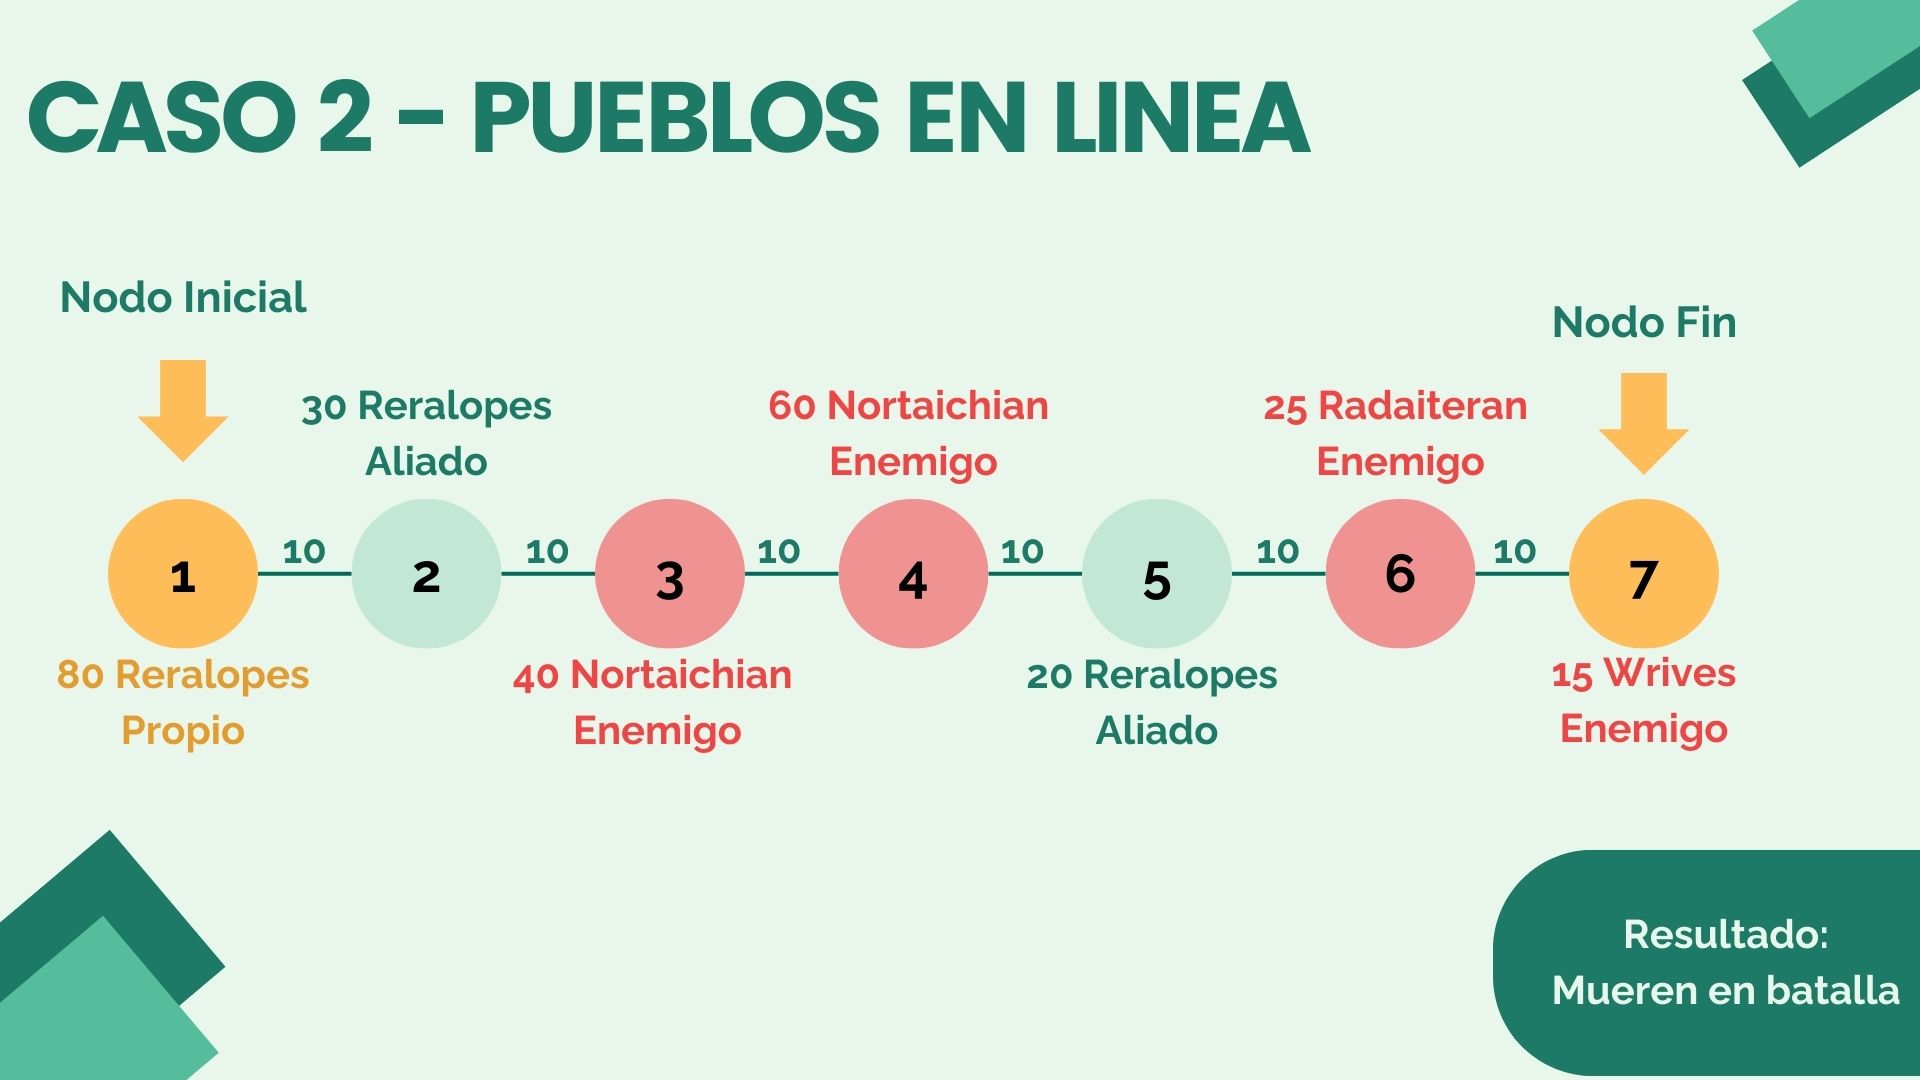 CASO 2 - PUEBLOS EN LINEA
Nodo Inicial
Nodo Fin
30 Reralopes
Aliado
60 Nortaichian
Enemigo
25 Radaiteran
Enemigo
1
10
2
10
3
10
4
10
5
10
6
10
7
80 Reralopes
Propio
40 Nortaichian
Enemigo
20 Reralopes
Aliado
15 Wrives
Enemigo
Resultado:
Mueren en batalla